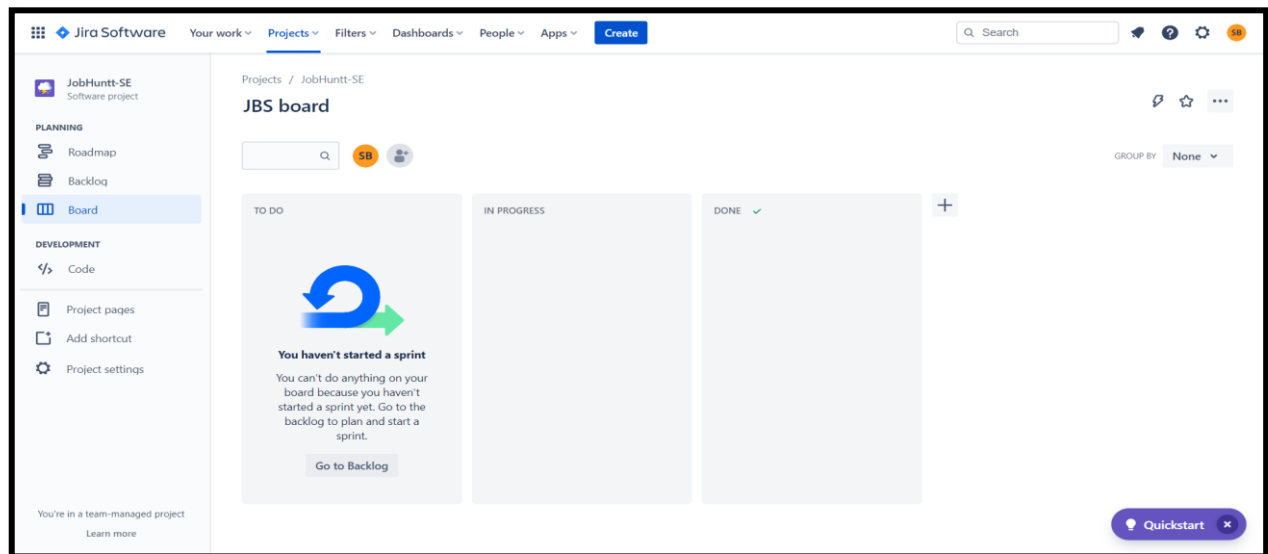 Jira Software Your work Projects Filters Dashboards People Apps Create Search SB
JobHuntt-SE
Software project
PLANNING
Roadmap
Backlog
Board
DEVELOPMENT
Code
Project pages
Add shortcut
Project settings
You're in a team-managed project
Learn more
Projects / JobHuntt-SE
JBS board
SB
GROUP BY None
TO DO
You haven't started a sprint
You can't do anything on your
board because you haven't
started a sprint yet. Go to the
backlog to plan and start a
sprint.
Go to Backlog
IN PROGRESS
DONE
Quickstart